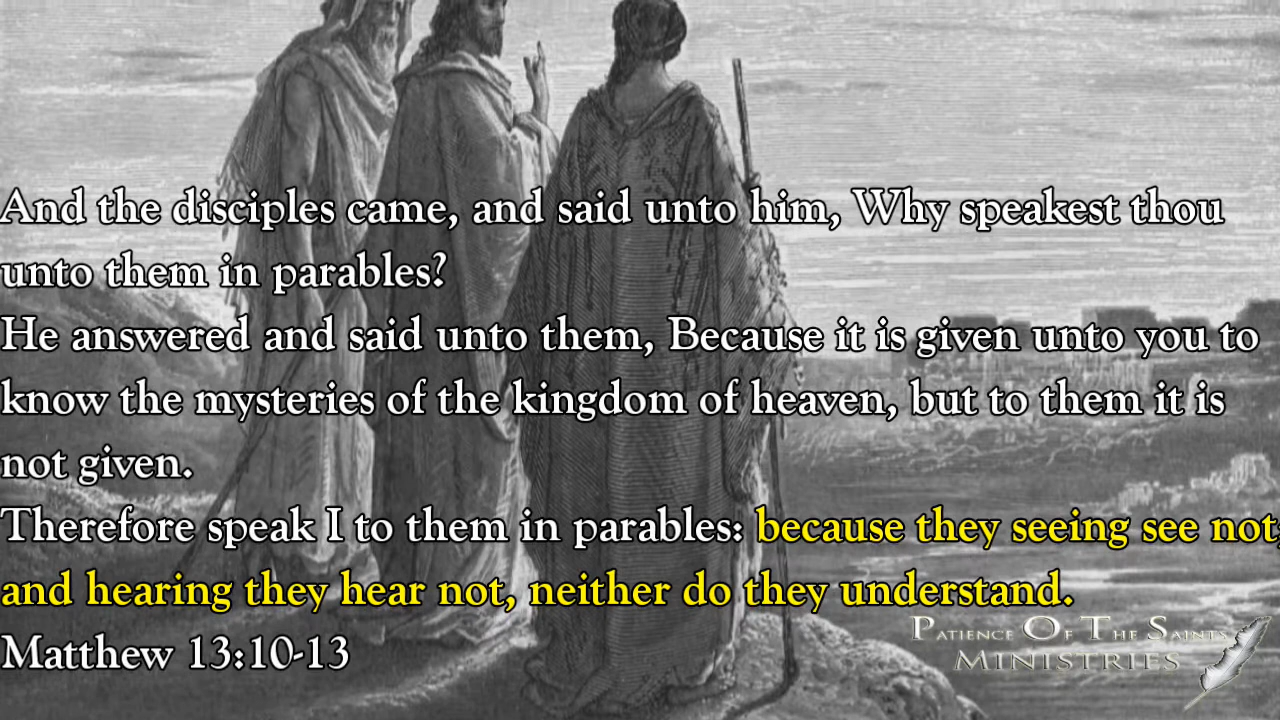 And the disciples came, and said unto him, Why speakest thou
unto them in parables?
He answered and said unto them, Because it is given unto you to
know the mysteries of the kingdom of heaven, but to them it is
not given.
Therefore speak I to them in parables: because they seeing see not;
and hearing they hear not, neither do they understand.
Matthew 13:10-13
Patience Of The Saints
Ministries